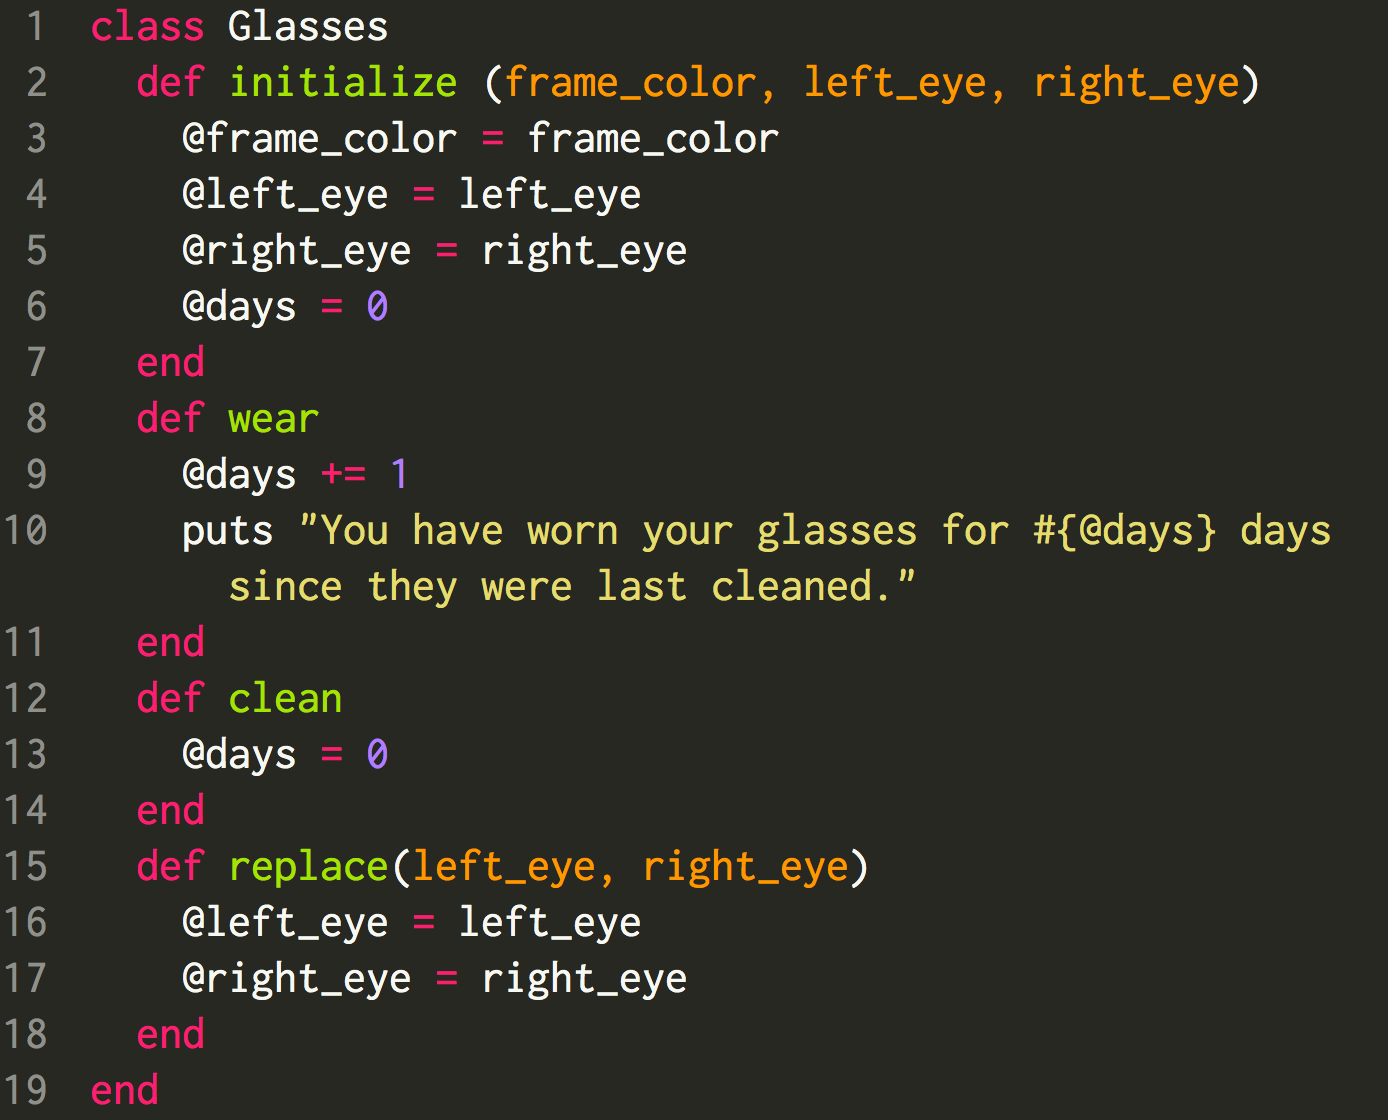 1 class Glasses
2 def initialize (frame_color, left_eye, right_eye)
3 @frame_color = frame_color
4 @left_eye = left_eye
5 @right_eye = right_eye
6 @days = 0
7 end
8 def wear
9 @days += 1
10 puts "You have worn your glasses for #{@days} days
since they were last cleaned."
11 end
12 def clean
13 @days = 0
14 end
15 def replace(left_eye, right_eye)
16 @left_eye = left_eye
17 @right_eye = right_eye
18 end
19 end